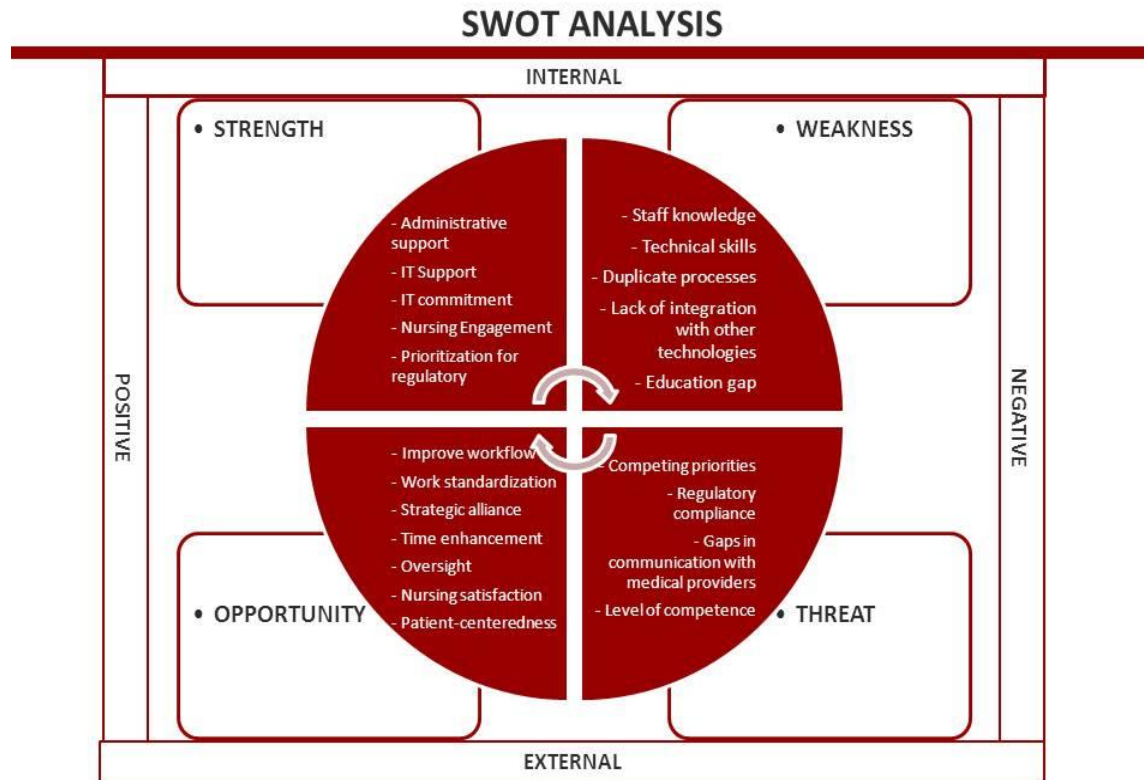 SWOT ANALYSIS
INTERNAL
• STRENGTH
- Administrative
support
- IT Support
- IT commitment
- Nursing Engagement
- Prioritization for
regulatory
• WEAKNESS
- Staff knowledge
- Technical skills
- Duplicate processes
- Lack of integration
with other
technologies
- Education gap
POSITIVE
NEGATIVE
• OPPORTUNITY
- Improve workflow
- Work standardization
- Strategic alliance
- Time enhancement
- Oversight
- Nursing satisfaction
- Patient-centeredness
• THREAT
- Competing priorities
- Regulatory
compliance
- Gaps in
communication with
medical providers
- Level of competence
EXTERNAL